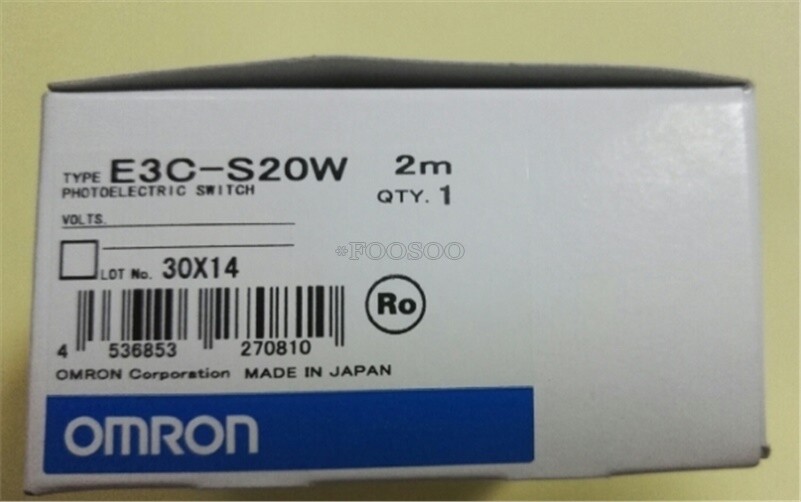 TYPE E3C-S20W 2m
PHOTOELECTRIC SWITCH QTY. 1
VOLTS.
※FOOSOO
LOT No. 30X14
Ro
4 536853 270810
OMRON Corporation MADE IN JAPAN
OMRON